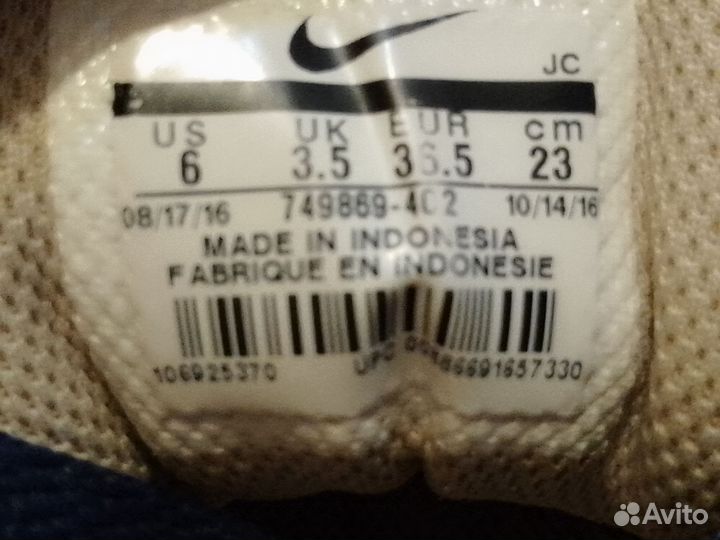 JC
US UK EUR cm
6 3.5 36.5 23
08/17/16 749869-402 10/14/16
MADE IN INDONESIA
FABRIQUE EN INDONESIE
106925370 UPC
Avito